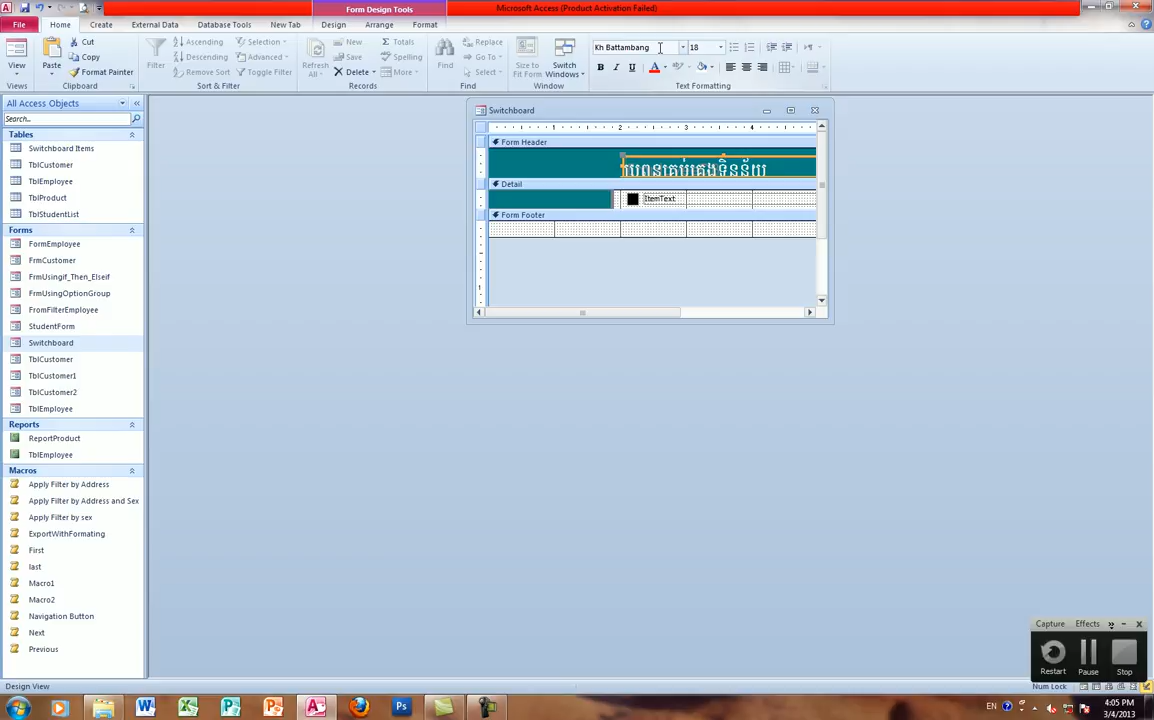 Form Design Tools
Microsoft Access (Product Activation Failed)
File Home Create External Data Database Tools New Tab Design Arrange Format
View Paste Cut Copy Format Painter
Filter Ascending Descending Remove Sort Selection Advanced Toggle Filter
Refresh All New Save Delete Totals Spelling More
Find Replace Go To Select
Size to Fit Form Switch Windows
Kh Battambang 18
B I U A
Views Clipboard Sort & Filter Records Find Window Text Formatting
All Access Objects
Search...
Tables
Switchboard Items
TblCustomer
TblEmployee
TblProduct
TblStudentList
Forms
FormEmployee
FrmCustomer
FrmUsingif_Then_Elseif
FrmUsingOptionGroup
FromFilterEmployee
StudentForm
Switchboard
TblCustomer
TblCustomer1
TblCustomer2
TblEmployee
Reports
ReportProduct
TblEmployee
Macros
Apply Filter by Address
Apply Filter by Address and Sex
Apply Filter by sex
ExportWithFormating
First
last
Macro1
Macro2
Navigation Button
Next
Previous
Switchboard
1 2 3 4
Form Header
Detail
ItemText
Form Footer
1
Capture Effects
Restart Pause Stop
Design View
Num Lock
EN
4:05 PM
3/4/2013